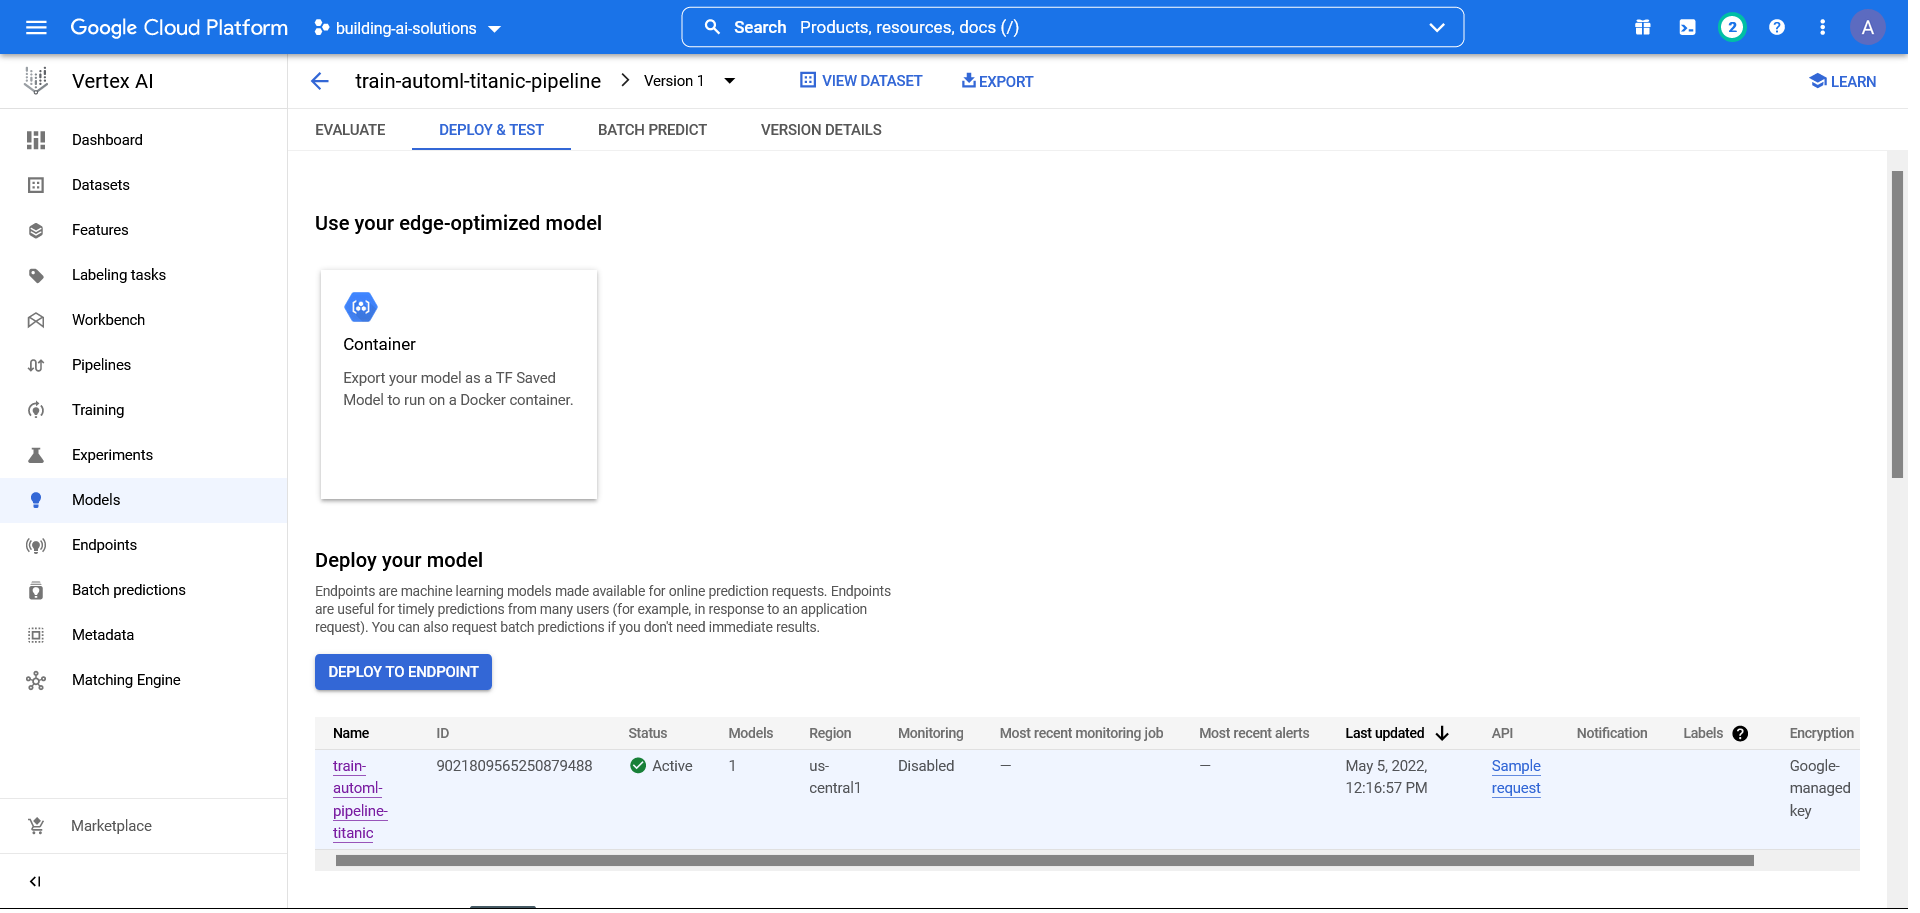 Google Cloud Platform
building-ai-solutions
Search Products, resources, docs (/)
2
?
A
Vertex AI
train-automl-titanic-pipeline
Version 1
VIEW DATASET
EXPORT
LEARN
Dashboard
Datasets
Features
Labeling tasks
Workbench
Pipelines
Training
Experiments
Models
Endpoints
Batch predictions
Metadata
Matching Engine
Marketplace
EVALUATE
DEPLOY & TEST
BATCH PREDICT
VERSION DETAILS
Use your edge-optimized model
Container
Export your model as a TF Saved
Model to run on a Docker container.
Deploy your model
Endpoints are machine learning models made available for online prediction requests. Endpoints
are useful for timely predictions from many users (for example, in response to an application
request). You can also request batch predictions if you don't need immediate results.
DEPLOY TO ENDPOINT
Name ID Status Models Region Monitoring Most recent monitoring job Most recent alerts Last updated API Notification Labels ? Encryption
train- 9021809565250879488 Active 1 us- Disabled — — May 5, 2022, Sample Google-
automl- central1 12:16:57 PM request managed
pipeline- key
titanic